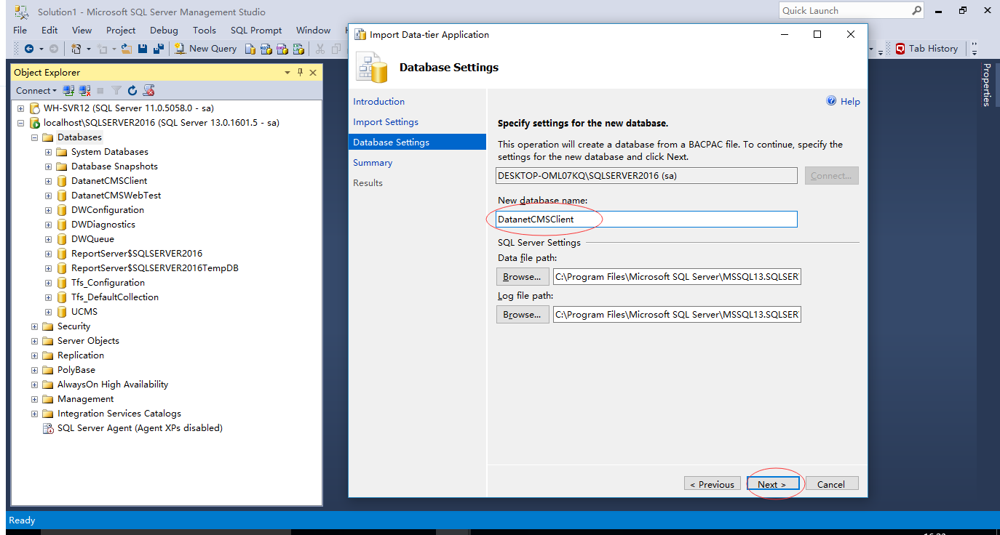 Solution1 - Microsoft SQL Server Management Studio
Quick Launch
File Edit View Project Debug Tools SQL Prompt Window
New Query
Tab History
Object Explorer
Connect
WH-SVR12 (SQL Server 11.0.5058.0 - sa)
localhost\SQLSERVER2016 (SQL Server 13.0.1601.5 - sa)
Databases
System Databases
Database Snapshots
DatanetCMSClient
DatanetCMSWebTest
DWConfiguration
DWDiagnostics
DWQueue
ReportServer$SQLSERVER2016
ReportServer$SQLSERVER2016TempDB
Tfs_Configuration
Tfs_DefaultCollection
UCMS
Security
Server Objects
Replication
PolyBase
AlwaysOn High Availability
Management
Integration Services Catalogs
SQL Server Agent (Agent XPs disabled)
Import Data-tier Application
Database Settings
Introduction
Import Settings
Database Settings
Summary
Results
Help
Specify settings for the new database.
This operation will create a database from a BACPAC file. To continue, specify the
settings for the new database and click Next.
DESKTOP-OML07KQ\SQLSERVER2016 (sa)
Connect...
New database name:
DatanetCMSClient
SQL Server Settings
Data file path:
Browse...
C:\Program Files\Microsoft SQL Server\MSSQL13.SQLSER
Log file path:
Browse...
C:\Program Files\Microsoft SQL Server\MSSQL13.SQLSER
< Previous
Next >
Cancel
Properties
Ready